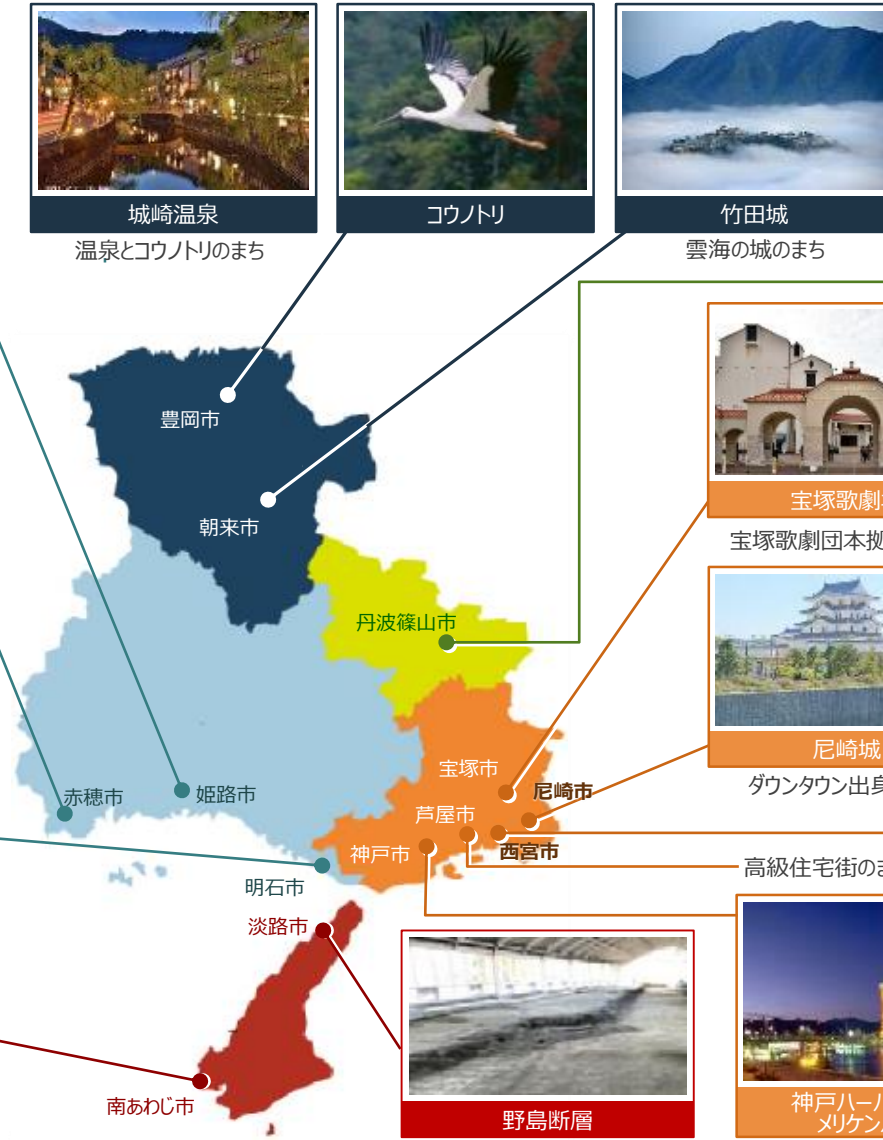 城崎温泉
コウノトリ
竹田城
温泉とコウノトリのまち
雲海の城のまち
豊岡市
朝来市
宝塚歌劇
宝塚歌劇団本拠
丹波篠山市
尼崎城
ダウンタウン出身
宝塚市
尼崎市
赤穂市
姫路市
芦屋市
神戸市
西宮市
高級住宅街のま
明石市
淡路市
南あわじ市
野島断層
神戸ハーバ
メリケン